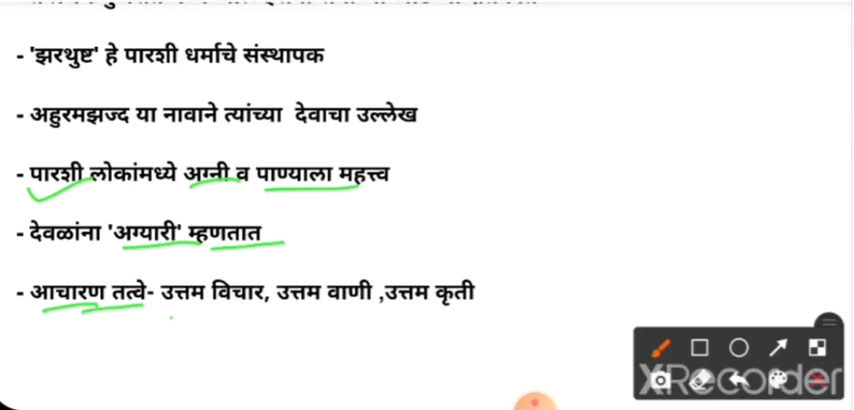 - 'झरथुष्ट' हे पारशी धर्माचे संस्थापक
- अहुरमझ्द या नावाने त्यांच्या देवाचा उल्लेख
- पारशी लोकांमध्ये अग्नी व पाण्याला महत्त्व
- देवळांना 'अग्यारी' म्हणतात
- आचारण तत्वे- उत्तम विचार, उत्तम वाणी ,उत्तम कृती
XRecorder